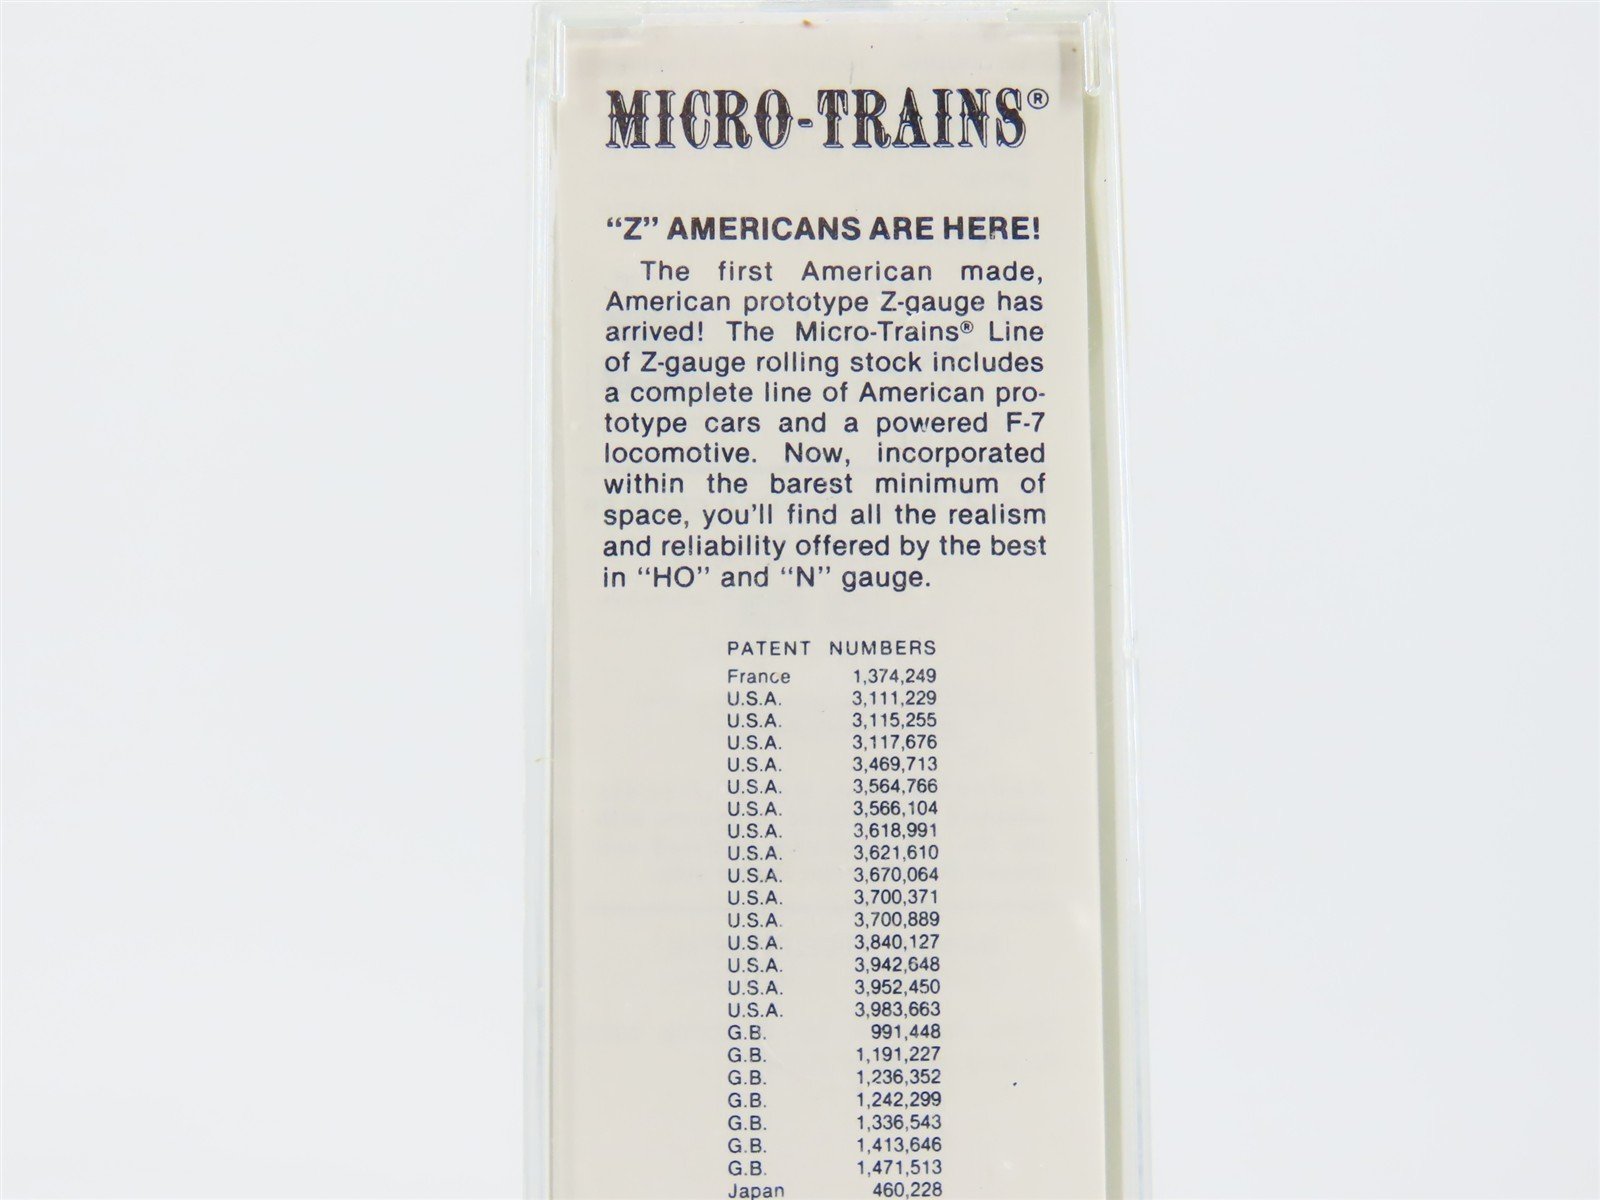 MICRO-TRAINS®
“Z” AMERICANS ARE HERE!
The first American made,
American prototype Z-gauge has
arrived! The Micro-Trains® Line
of Z-gauge rolling stock includes
a complete line of American pro-
totype cars and a powered F-7
locomotive. Now, incorporated
within the barest minimum of
space, you’ll find all the realism
and reliability offered by the best
in “HO” and “N” gauge.
PATENT NUMBERS
France 1,374,249
U.S.A. 3,111,229
U.S.A. 3,115,255
U.S.A. 3,117,676
U.S.A. 3,469,713
U.S.A. 3,564,766
U.S.A. 3,566,104
U.S.A. 3,618,991
U.S.A. 3,621,610
U.S.A. 3,670,064
U.S.A. 3,700,371
U.S.A. 3,700,889
U.S.A. 3,840,127
U.S.A. 3,942,648
U.S.A. 3,952,450
U.S.A. 3,983,663
G.B. 991,448
G.B. 1,191,227
G.B. 1,236,352
G.B. 1,242,299
G.B. 1,336,543
G.B. 1,413,646
G.B. 1,471,513
Japan 460,228